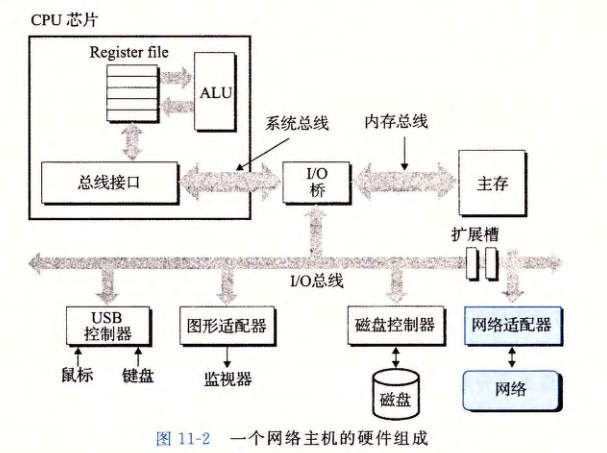 CPU 芯片
Register file
ALU
系统总线
内存总线
总线接口
I/O
桥
主存
扩展槽
I/O总线
USB
控制器
图形适配器
磁盘控制器
网络适配器
鼠标
键盘
监视器
磁盘
网络
图 11-2 一个网络主机的硬件组成